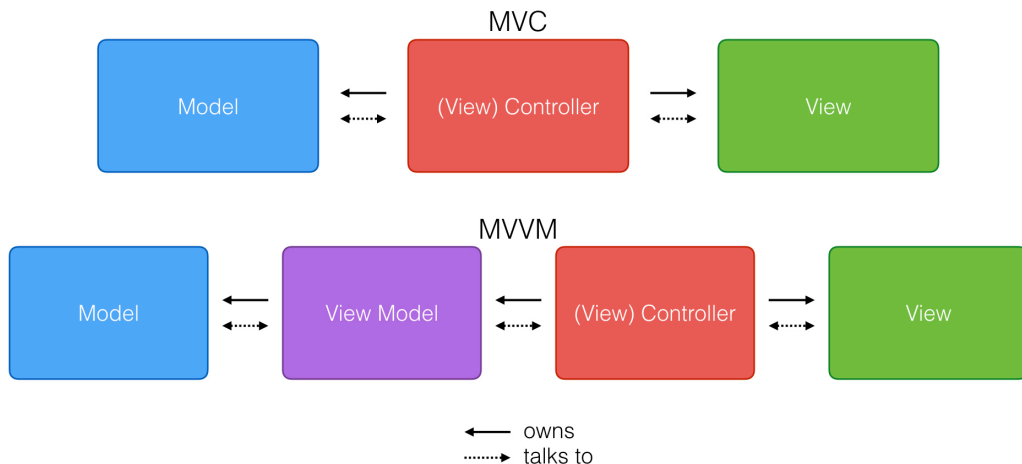 MVC
Model
(View) Controller
View
MVVM
Model
View Model
(View) Controller
View
owns
talks to